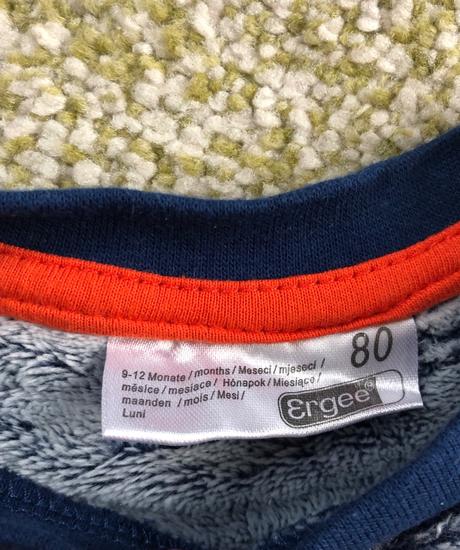 80
9-12 Monate / months / Meseci / mjeseci /
měsíce / mesiace / Hónapok / Miesiące /
maanden / mois / Mesi /
Luni
Ergee®